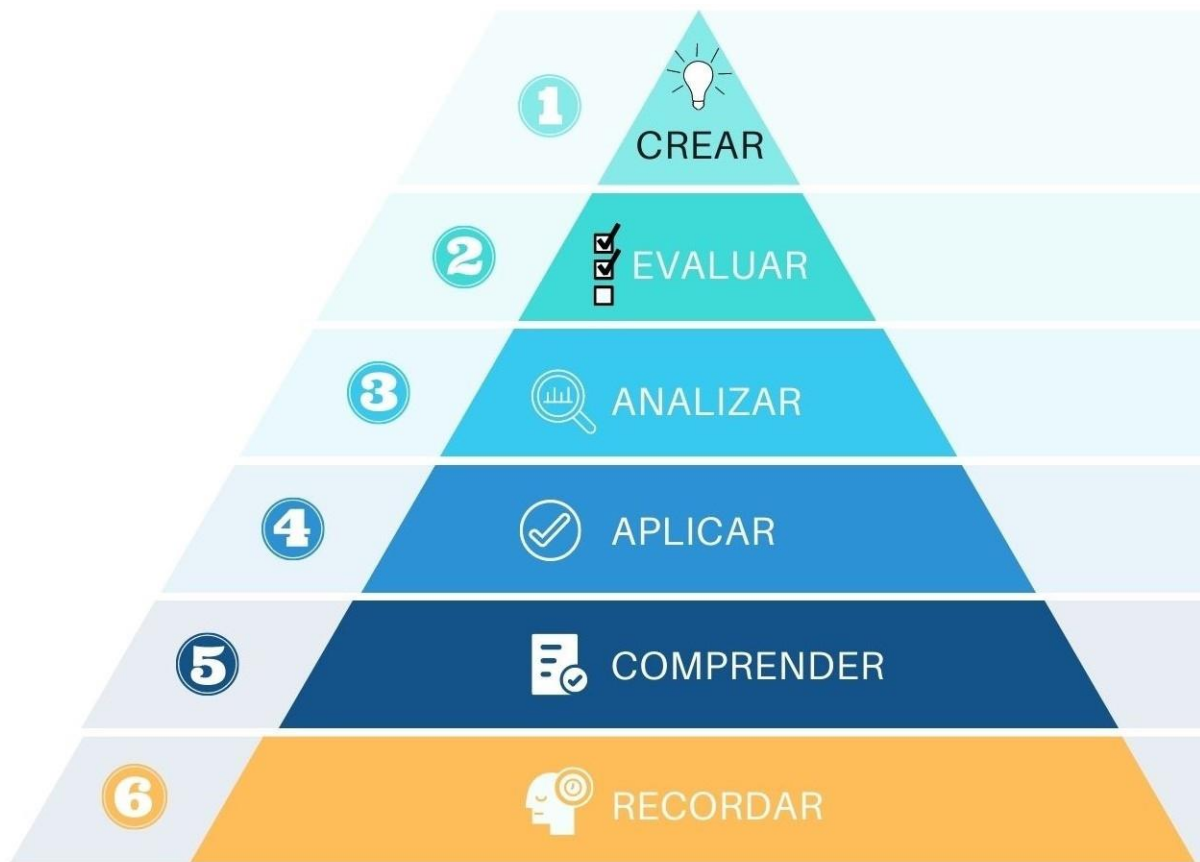 1
CREAR
2
EVALUAR
3
ANALIZAR
4
APLICAR
5
COMPRENDER
6
RECORDAR